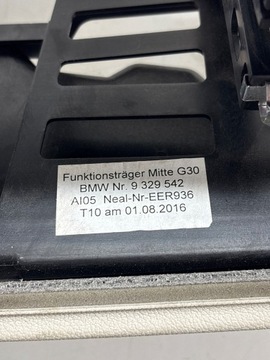 Funktionsträger Mitte G30
BMW Nr. 9 329 542
AI05 Neal-Nr-EER936
T10 am 01.08.2016